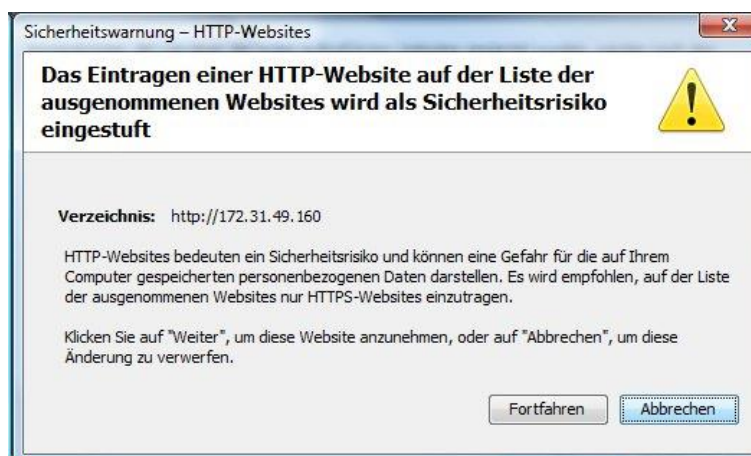 Sicherheitswarnung – HTTP-Websites
Das Eintragen einer HTTP-Website auf der Liste der
ausgenommenen Websites wird als Sicherheitsrisiko
eingestuft
Verzeichnis: http://172.31.49.160
HTTP-Websites bedeuten ein Sicherheitsrisiko und können eine Gefahr für die auf Ihrem
Computer gespeicherten personenbezogenen Daten darstellen. Es wird empfohlen, auf der Liste
der ausgenommenen Websites nur HTTPS-Websites einzutragen.
Klicken Sie auf "Weiter", um diese Website anzunehmen, oder auf "Abbrechen", um diese
Änderung zu verwerfen.
Fortfahren Abbrechen